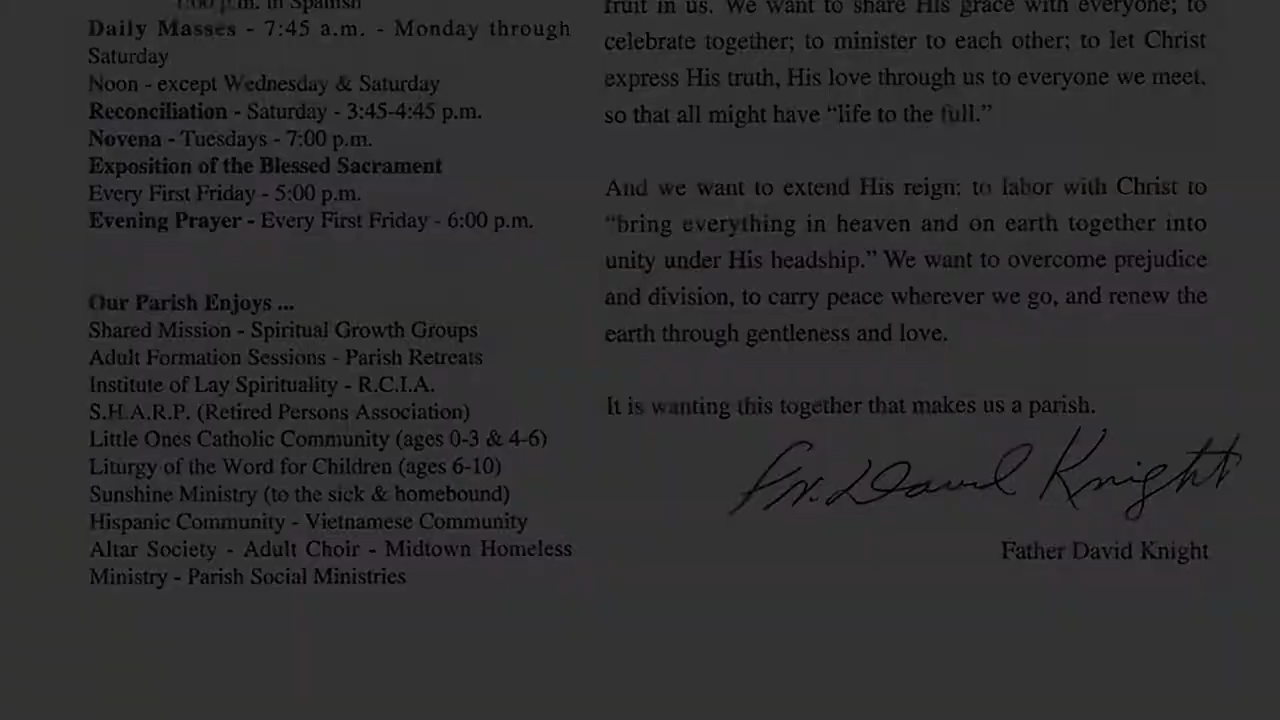 1:00 p.m. in Spanish
Daily Masses - 7:45 a.m. - Monday through
Saturday
Noon - except Wednesday & Saturday
Reconciliation - Saturday - 3:45-4:45 p.m.
Novena - Tuesdays - 7:00 p.m.
Exposition of the Blessed Sacrament
Every First Friday - 5:00 p.m.
Evening Prayer - Every First Friday - 6:00 p.m.
Our Parish Enjoys ...
Shared Mission - Spiritual Growth Groups
Adult Formation Sessions - Parish Retreats
Institute of Lay Spirituality - R.C.I.A.
S.H.A.R.P. (Retired Persons Association)
Little Ones Catholic Community (ages 0-3 & 4-6)
Liturgy of the Word for Children (ages 6-10)
Sunshine Ministry (to the sick & homebound)
Hispanic Community - Vietnamese Community
Altar Society - Adult Choir - Midtown Homeless
Ministry - Parish Social Ministries
fruit in us. We want to share His grace with everyone; to
celebrate together; to minister to each other; to let Christ
express His truth, His love through us to everyone we meet,
so that all might have “life to the full.”
And we want to extend His reign: to labor with Christ to
“bring everything in heaven and on earth together into
unity under His headship.” We want to overcome prejudice
and division, to carry peace wherever we go, and renew the
earth through gentleness and love.
It is wanting this together that makes us a parish.
Fr. David Knight
Father David Knight